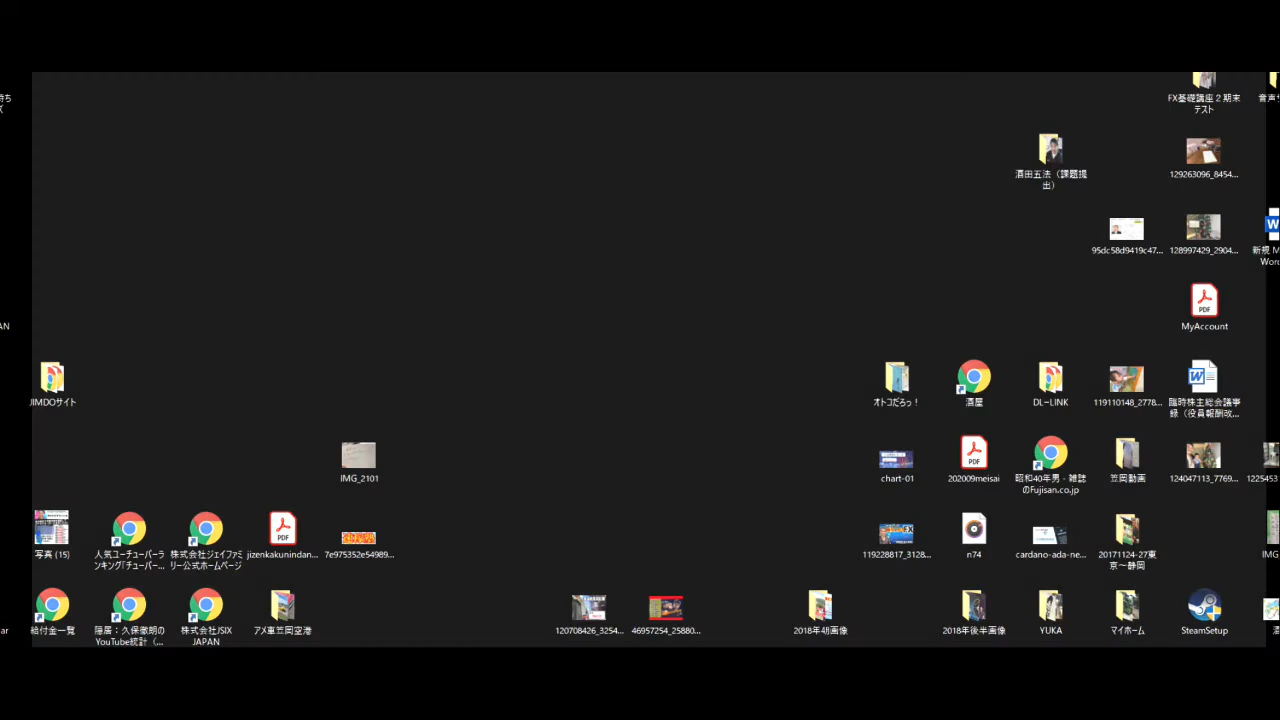 FX基礎講座２期末
テスト
酒田五法（課題提
出）
129263096_8454...
95dc58d9419c47...
128997429_2904...
新規 M
Word
MyAccount
PDF
JIMDOサイト
オトコだろっ！
酒屋
DL-LINK
119110148_2778...
臨時株主総会議事
録（役員報酬改...
IMG_2101
chart-01
202009meisai
昭和40年男 - 雑誌
のFujisan.co.jp
笠岡動画
124047113_7769...
1225453
写真 (15)
人気ユーチューバーラ
ンキング「チューバー...
株式会社ジェイファミ
リー公式ホームページ
jizenkakunindan...
7e975352e54989...
119228817_3128...
n74
cardano-ada-ne...
20171124-27東
京～静岡
IMG
給付金一覧
隠居：久保徹朗の
YouTube統計（...
株式会社JSIX
JAPAN
アメ車笠岡空港
120708426_3254...
46957254_25880...
2018年4別画像
2018年後半画像
YUKA
マイホーム
SteamSetup